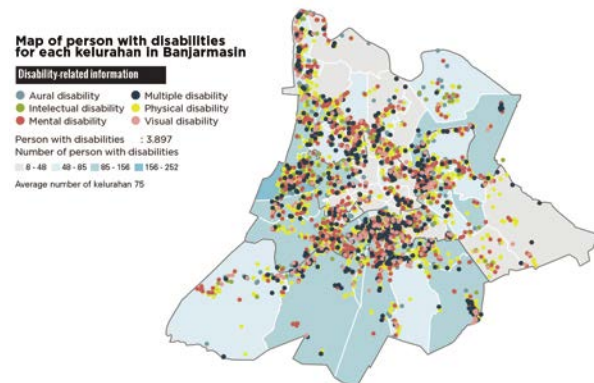 Map of person with disabilities
for each kelurahan in Banjarmasin
Disability-related information
Aural disability
Multiple disability
Intelectual disability
Physical disability
Mental disability
Visual disability
Person with disabilities : 3.897
Number of person with disabilities
8 - 48 48 - 85 85 - 156 156 - 252
Average number of kelurahan 75